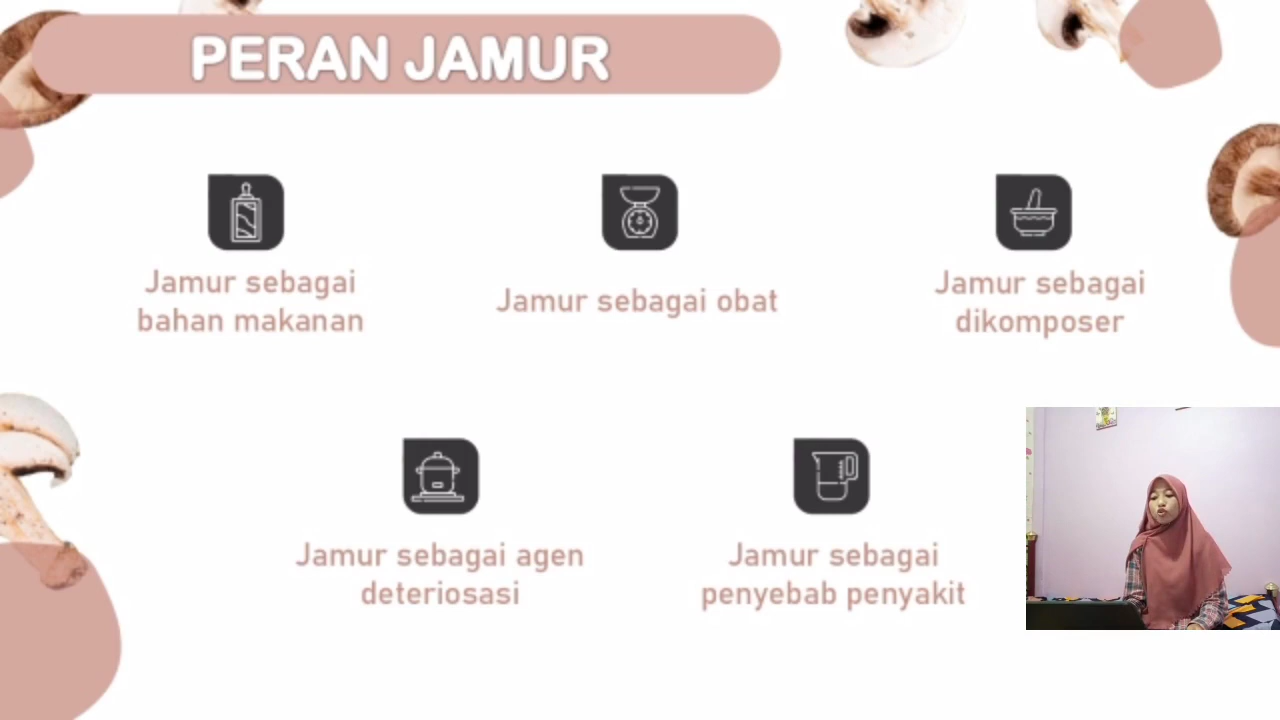 PERAN JAMUR
Jamur sebagai
bahan makanan
Jamur sebagai obat
Jamur sebagai
dikomposer
Jamur sebagai agen
deteriosasi
Jamur sebagai
penyebab penyakit